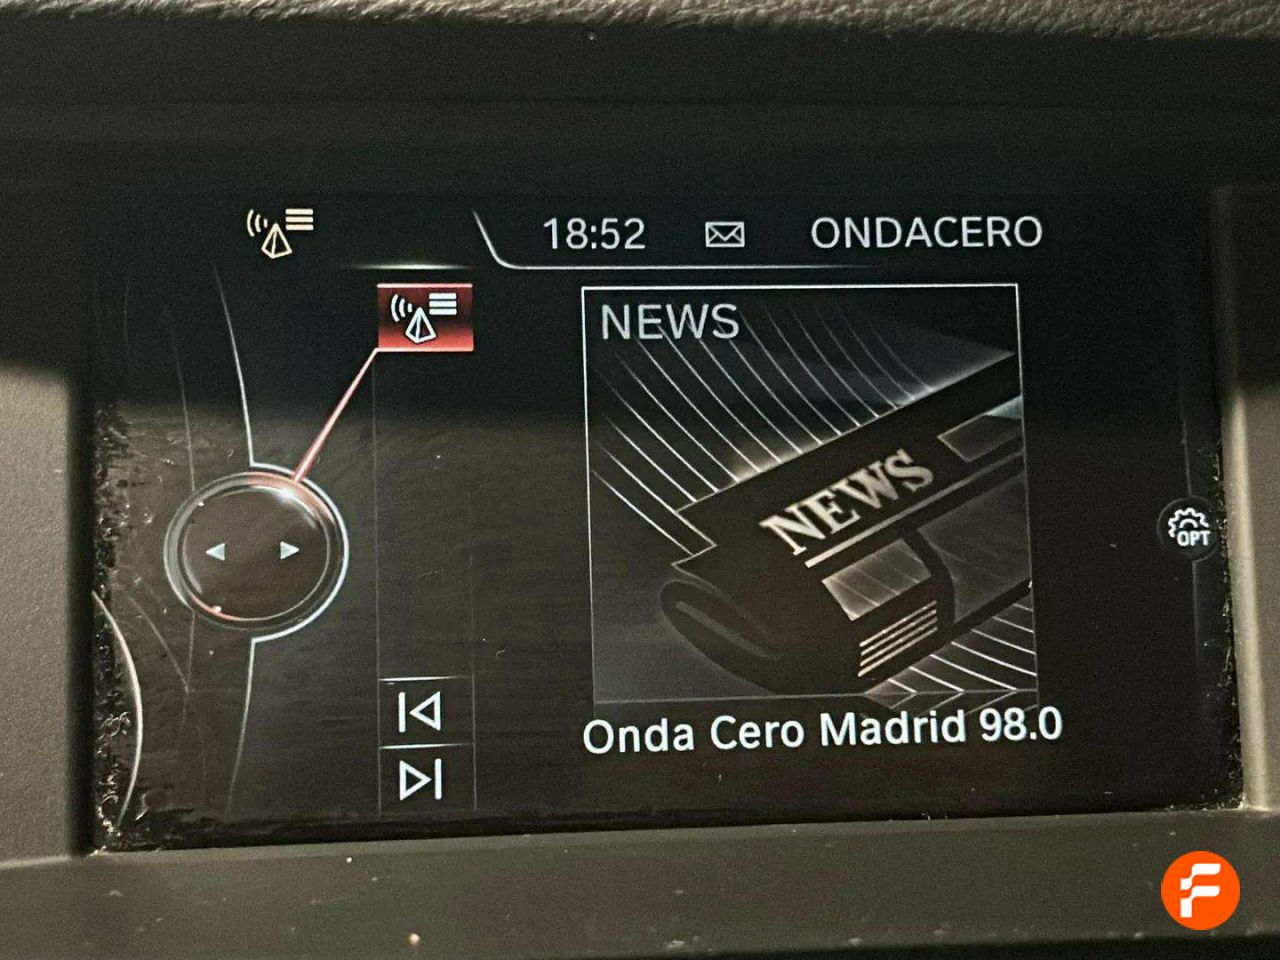 18:52 ONDACERO
NEWS
NEWS
OPT
Onda Cero Madrid 98.0